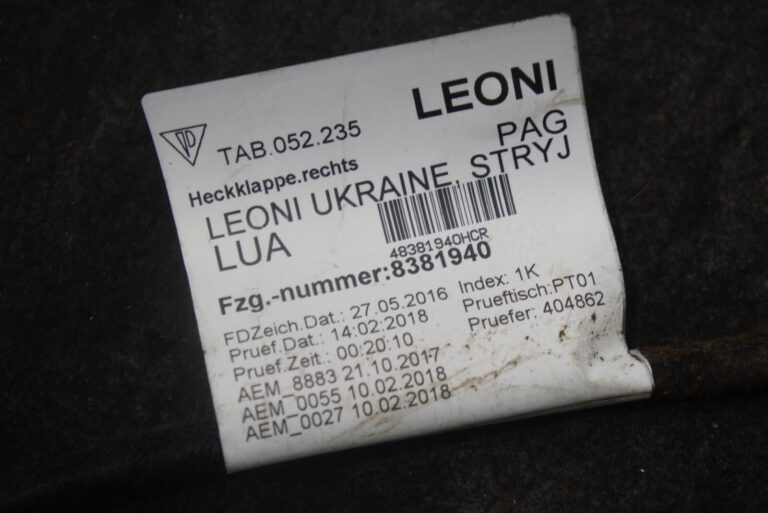 LEONI
TAB.052.235
PAG
Heckklappe.rechts
LEONI UKRAINE, STRYJ
LUA
48381940HCR
Fzg.-nummer:8381940
FDZeich.Dat.: 27.05.2016 Index: 1K
Pruef.Dat.: 14.02.2018 Prueftisch:PT01
Pruef.Zeit.: 00:20:10 Pruefer: 404862
AEM_8883 21.10.2017
AEM_0055 10.02.2018
AEM_0027 10.02.2018